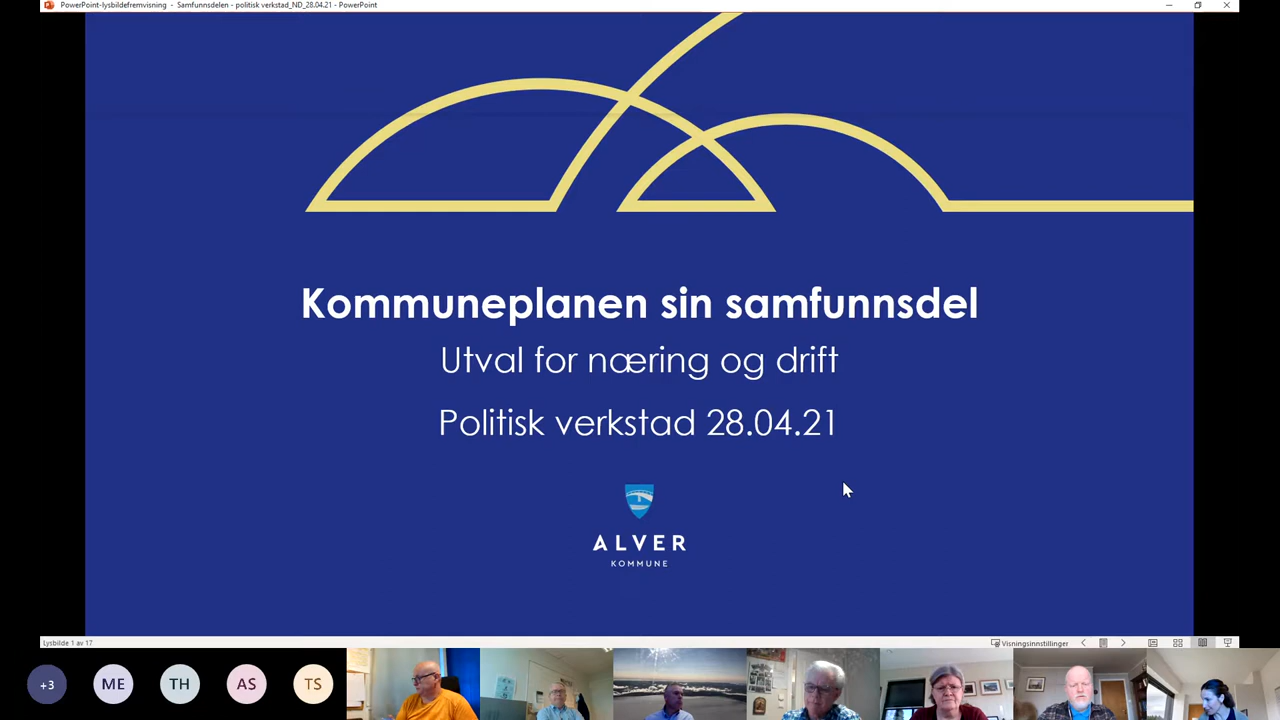 PowerPoint-lysbildefremvisning - Samfunnsdelen - politisk verkstad_ND_28.04.21 - PowerPoint
Kommuneplanen sin samfunnsdel
Utval for næring og drift
Politisk verkstad 28.04.21
ALVER
KOMMUNE
Lysbilde 1 av 17
Visningsinnstillinger
+3
ME
TH
AS
TS